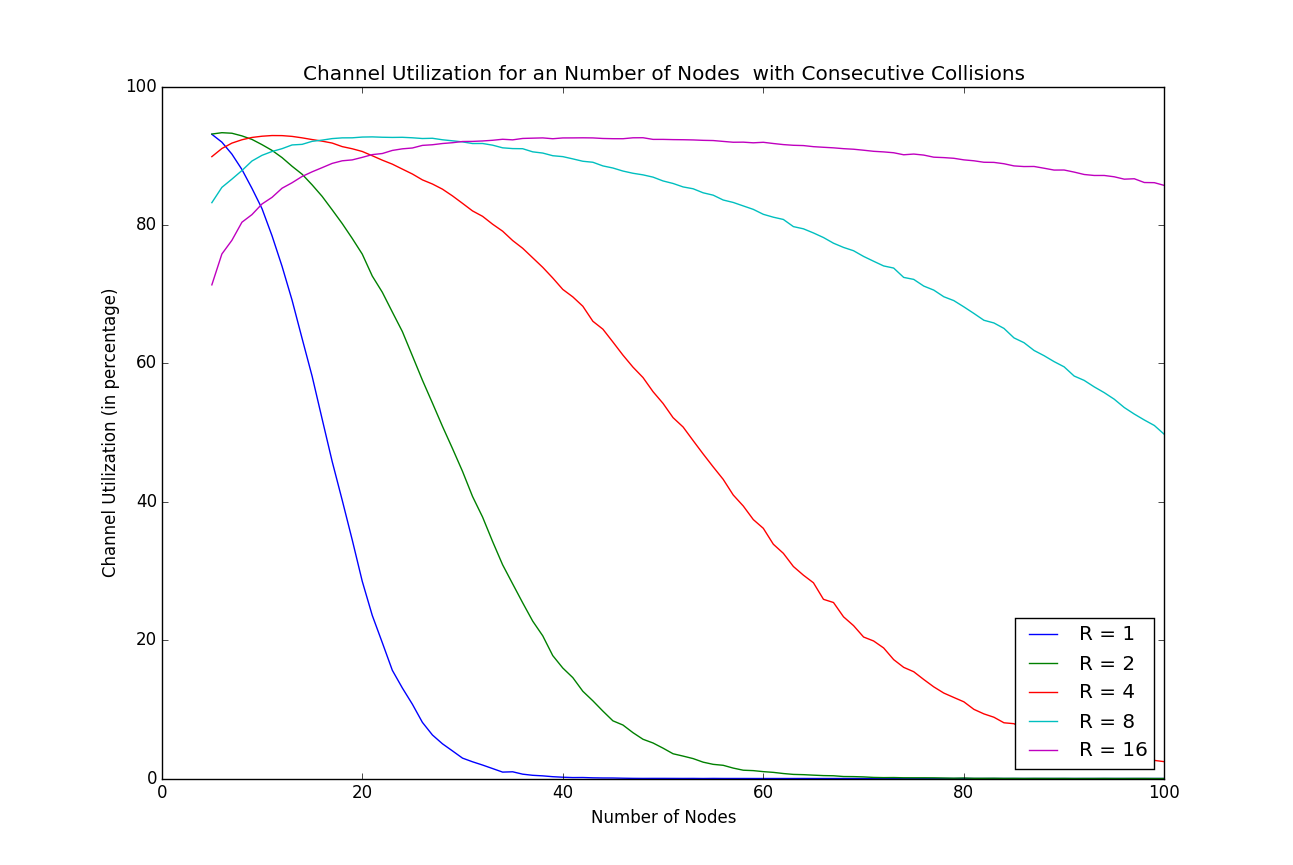 Channel Utilization for an Number of Nodes  with Consecutive Collisions
100
80
60
40
20
0
Channel Utilization (in percentage)
R = 1
R = 2
R = 4
R = 8
R = 16
0 20 40 60 80 100
Number of Nodes